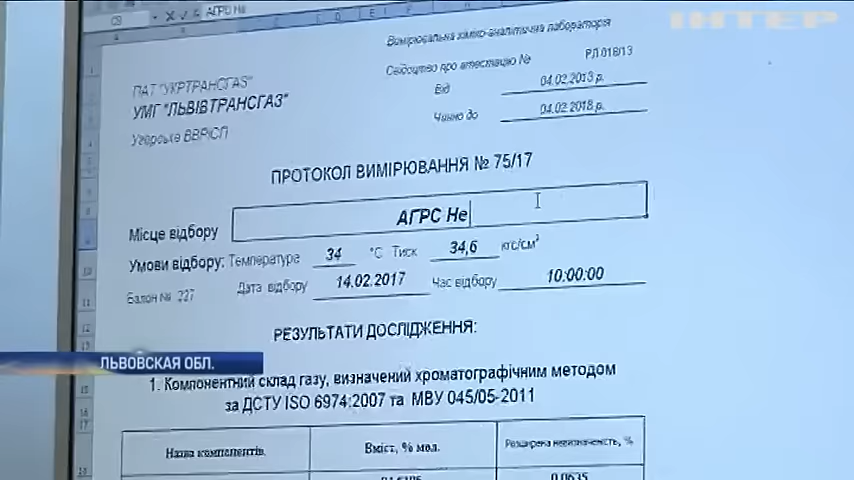 C9
АГРС Не
ІНТЕР
Вимірювальна хіміко-аналітична лабораторія
Свідоцтво про атестацію № РЛ 018/13
Від 04.02.2013 р.
Чинно до 04.02.2018 р.
ПАТ "УКРТРАНСГАЗ"
УМГ "ЛЬВІВТРАНСГАЗ"
Угерське ВВРІСП
ПРОТОКОЛ ВИМІРЮВАННЯ № 75/17
Місце відбору АГРС Не
Умови відбору: Температура 34 °С Тиск 34,6 кгс/см²
Балон № 227 Дата відбору 14.02.2017 Час відбору 10:00:00
РЕЗУЛЬТАТИ ДОСЛІДЖЕННЯ:
ЛЬВОВСКАЯ ОБЛ.
1. Компонентний склад газу, визначений хроматографічним методом
за ДСТУ ISO 6974:2007 та МВУ 045/05-2011
Назва компонентів Вміст, % мол. Розширена невизначеність, %
0,0635